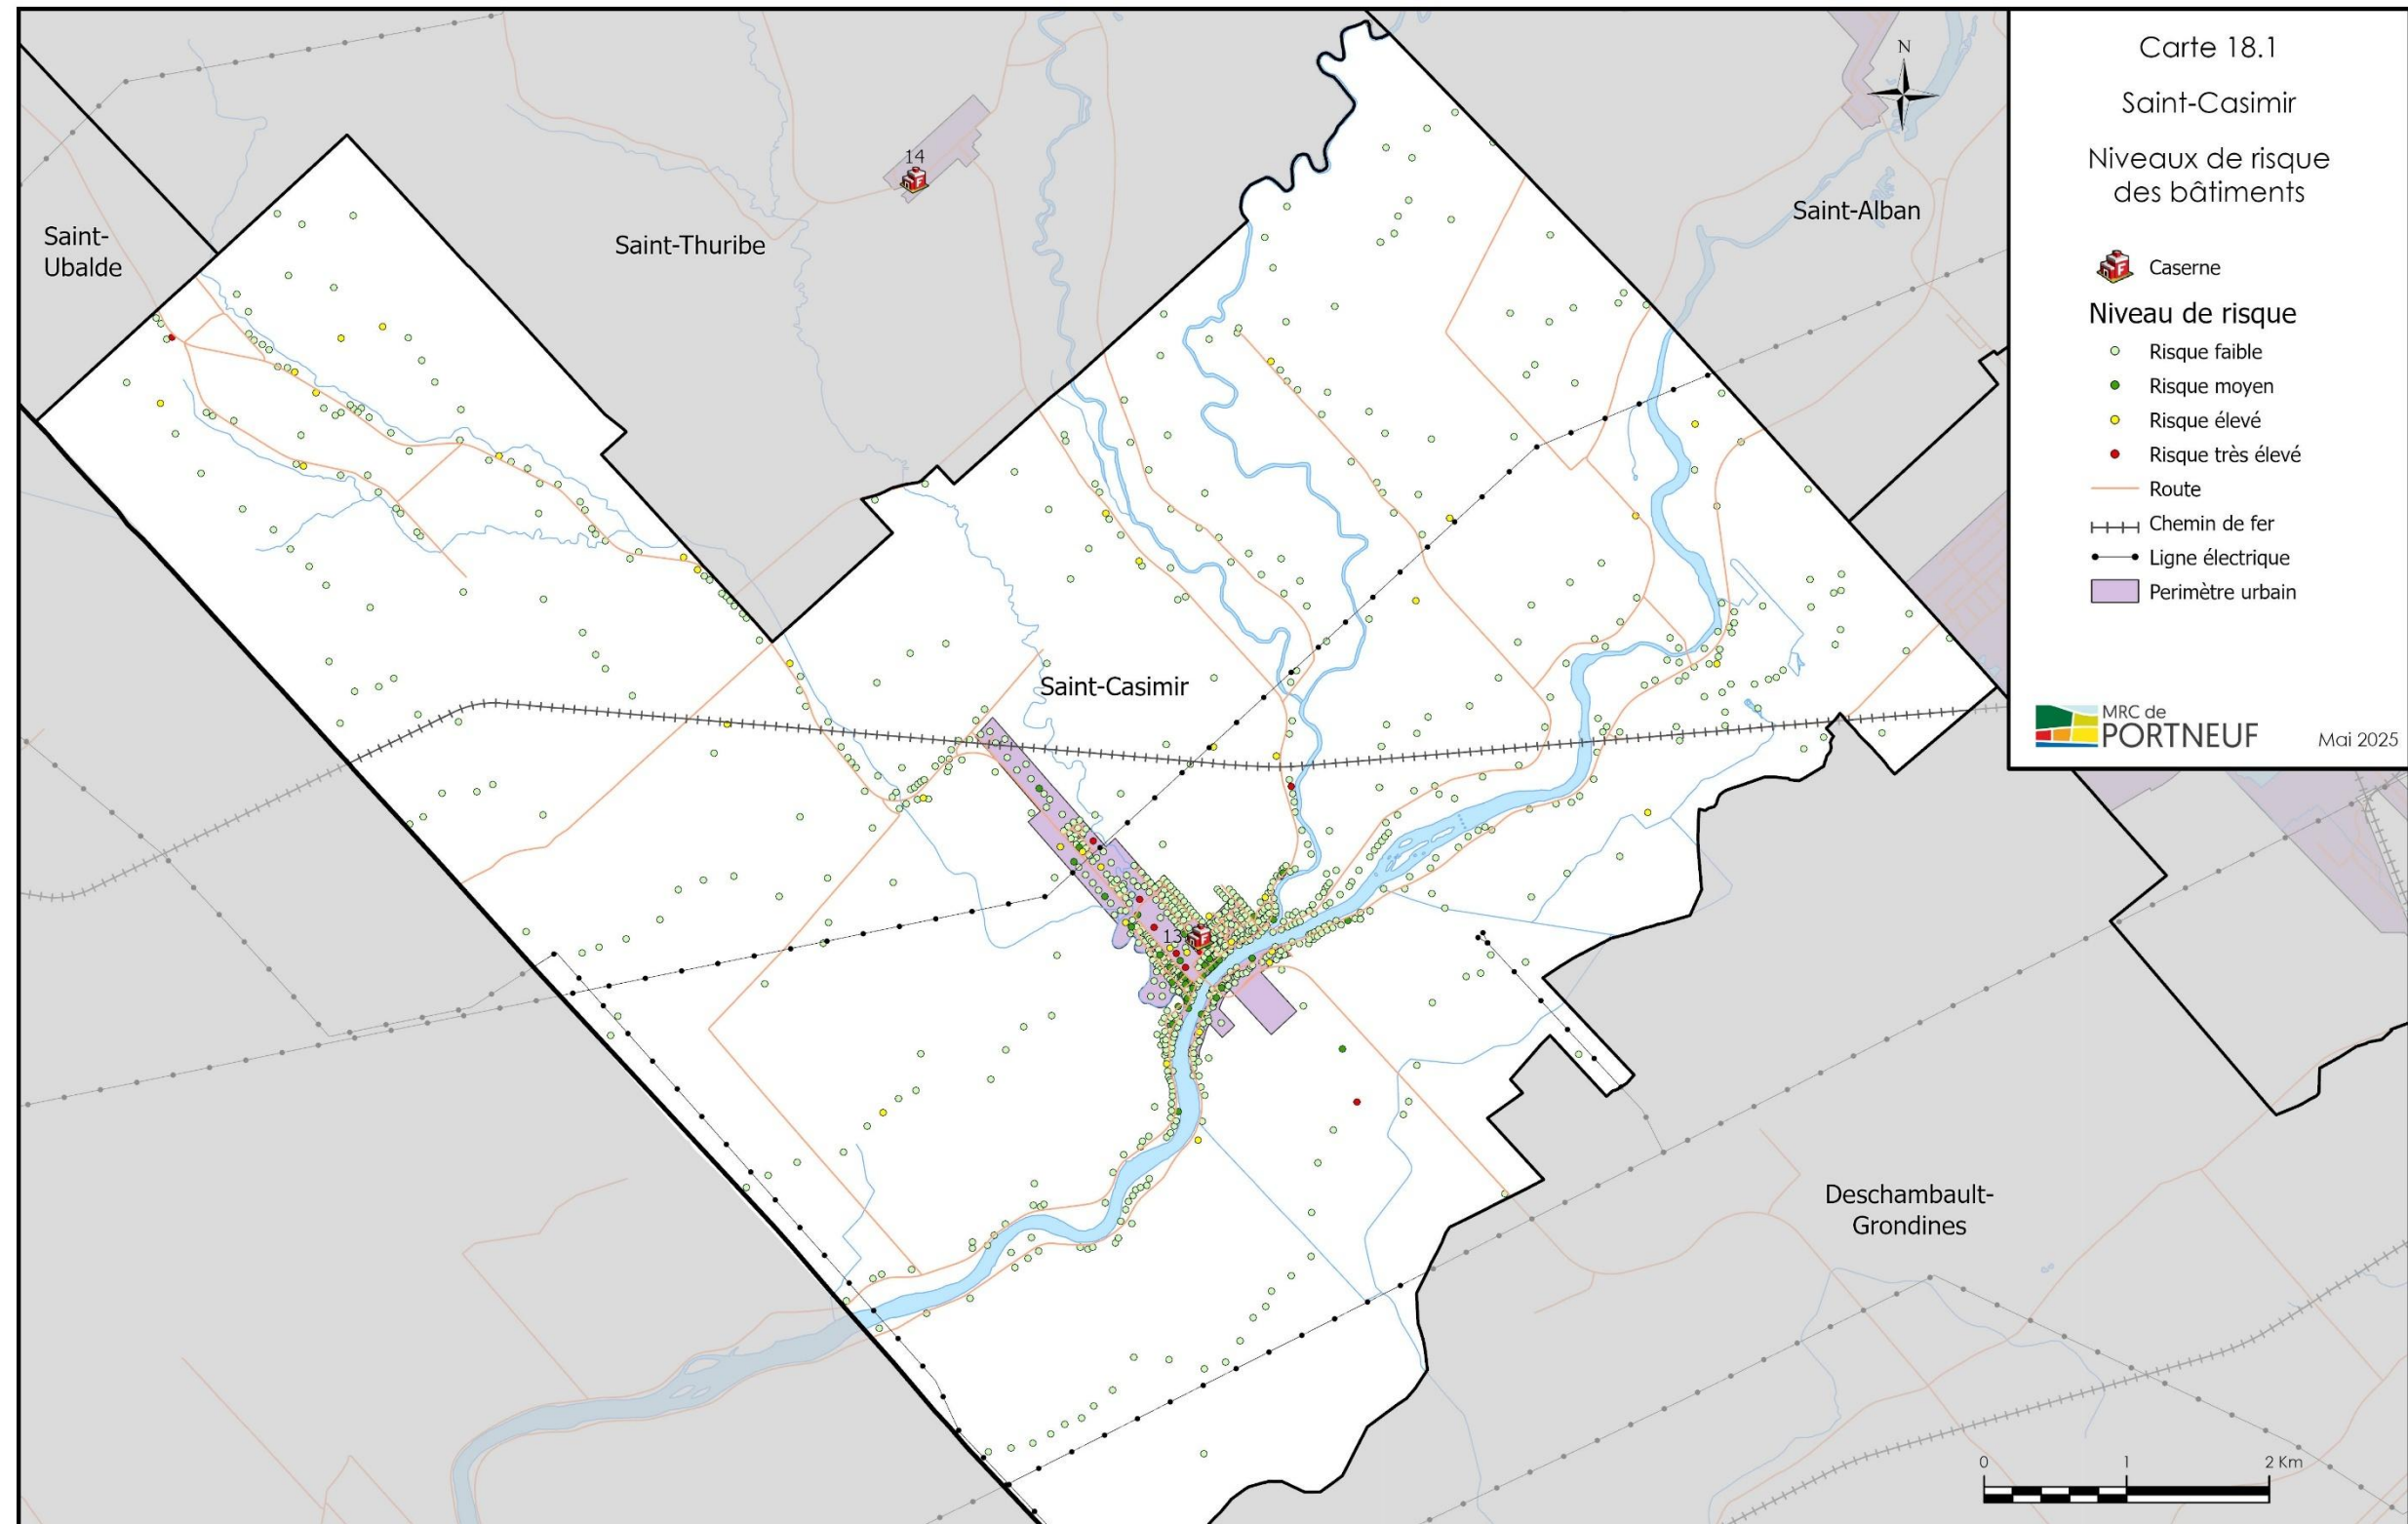 Carte 18.1
Saint-Casimir
Niveaux de risque
des bâtiments
Caserne
Niveau de risque
Risque faible
Risque moyen
Risque élevé
Risque très élevé
Route
Chemin de fer
Ligne électrique
Perimètre urbain
MRC de
PORTNEUF
Mai 2025
N
14
Saint-
Ubalde
Saint-Thuribe
Saint-Alban
Saint-Casimir
13
Deschambault-
Grondines
0 1 2 Km